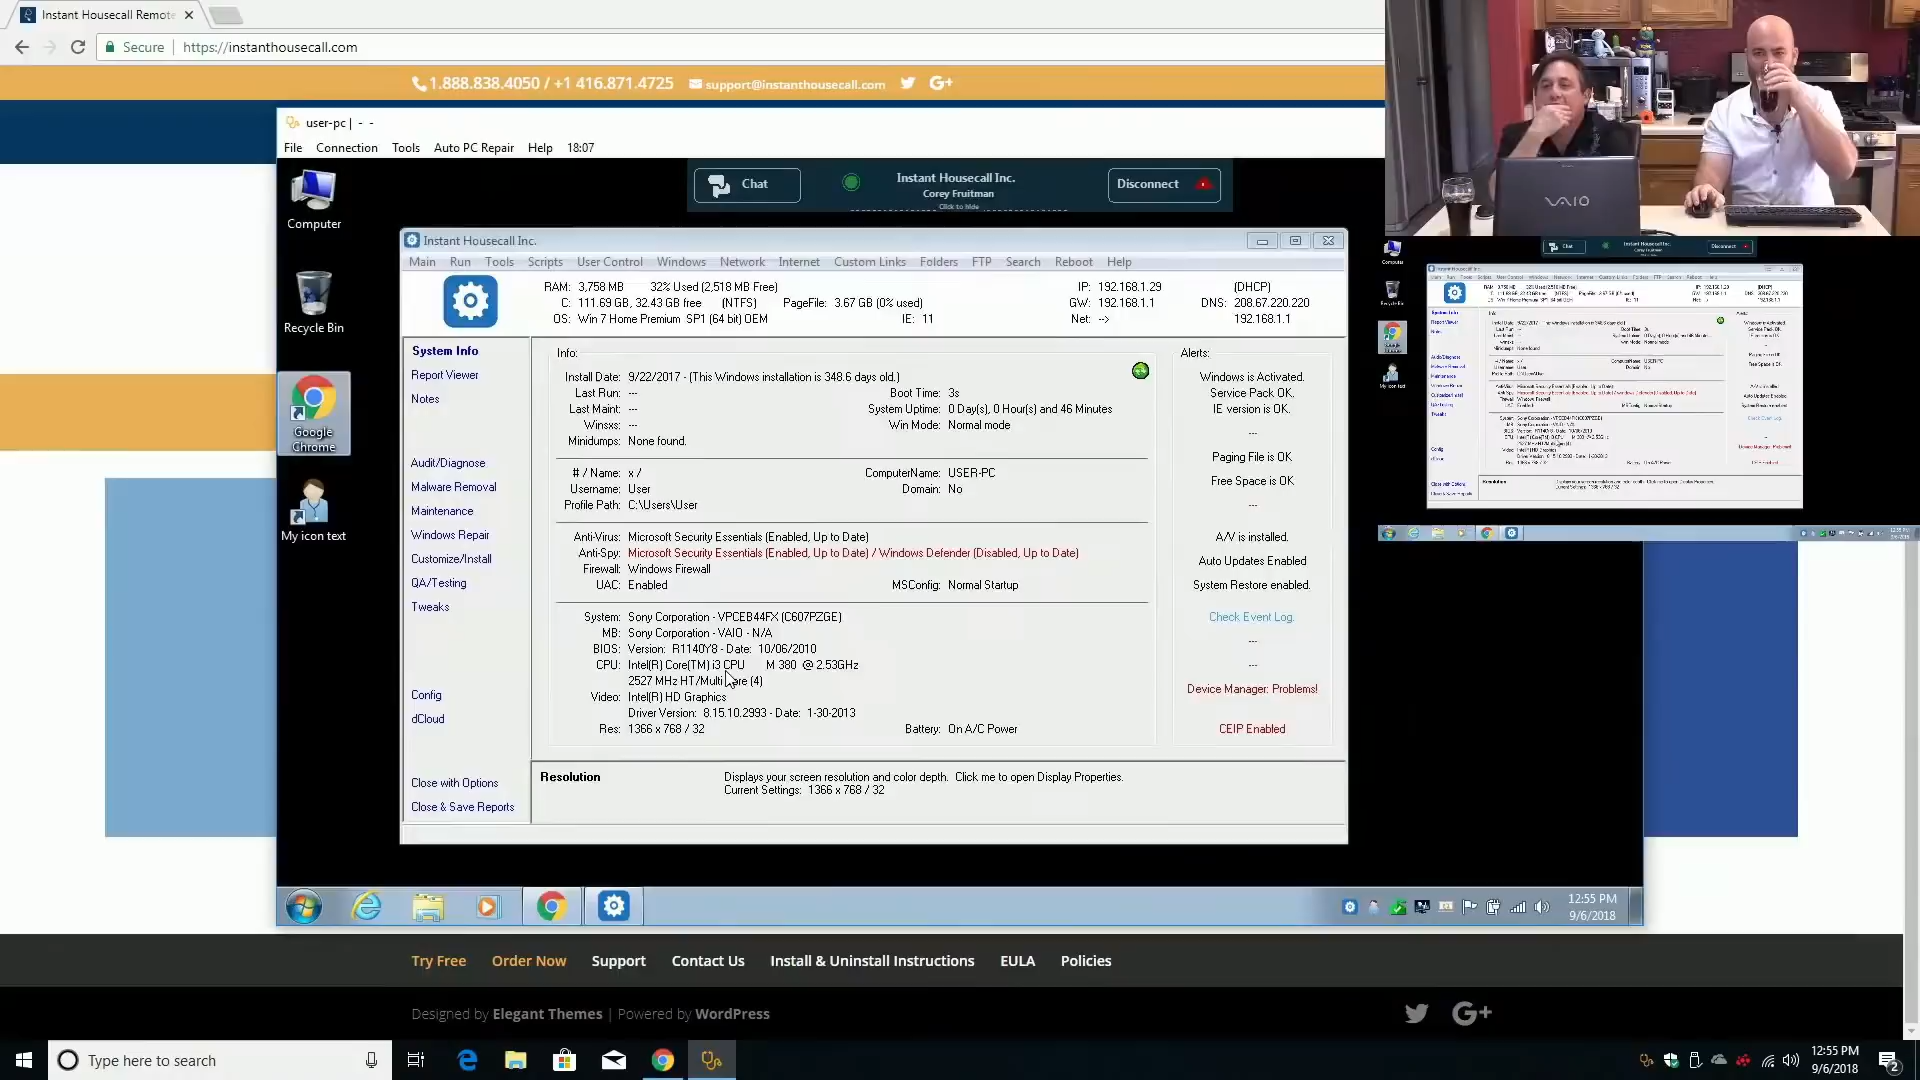 Instant Housecall Remote
Secure
https://instanthousecall.com
1.888.838.4050 / +1 416.871.4725
support@instanthousecall.com
user-pc | - -
File Connection Tools Auto PC Repair Help 18:07
Chat
Instant Housecall Inc.
Corey Fruitman
Click to hide
Disconnect
Computer
Recycle Bin
Google
Chrome
My icon text
Instant Housecall Inc.
Main Run Tools Scripts User Control Windows Network Internet Custom Links Folders FTP Search Reboot Help
RAM: 3,758 MB 32% Used (2,518 MB Free) IP: 192.168.1.29 (DHCP)
C: 111.69 GB, 32.43 GB free (NTFS) PageFile: 3.67 GB (0% used) GW: 192.168.1.1 DNS: 208.67.220.220
OS: Win 7 Home Premium SP1 (64 bit) OEM IE: 11 Net: --> 192.168.1.1
System Info
Report Viewer
Notes
Audit/Diagnose
Malware Removal
Maintenance
Windows Repair
Customize/Install
QA/Testing
Tweaks
Config
dCloud
Close with Options
Close & Save Reports
Info:
Install Date: 9/22/2017 - (This Windows installation is 348.6 days old.)
Last Run: --- Boot Time: 3s
Last Maint: --- System Uptime: 0 Day(s), 0 Hour(s) and 46 Minutes
Winsxs: --- Win Mode: Normal mode
Minidumps: None found.
# / Name: x / ComputerName: USER-PC
Username: User Domain: No
Profile Path: C:\Users\User
Anti-Virus: Microsoft Security Essentials (Enabled, Up to Date)
Anti-Spy: Microsoft Security Essentials (Enabled, Up to Date) / Windows Defender (Disabled, Up to Date)
Firewall: Windows Firewall
UAC: Enabled MSConfig: Normal Startup
System: Sony Corporation - VPCEB44FX (C607PZGE)
MB: Sony Corporation - VAIO - N/A
BIOS: Version: R1140Y8 - Date: 10/06/2010
CPU: Intel(R) Core(TM) i3 CPU M 380 @ 2.53GHz
2527 MHz HT/Multi (4)
Video: Intel(R) HD Graphics
Driver Version: 8.15.10.2993 - Date: 1-30-2013
Res: 1366 x 768 / 32 Battery: On A/C Power
Alerts:
Windows is Activated.
Service Pack OK.
IE version is OK.
---
Paging File is OK
Free Space is OK
---
A/V is installed.
Auto Updates Enabled
System Restore enabled.
Check Event Log.
---
---
Device Manager: Problems!
CEIP Enabled
Resolution
Displays your screen resolution and color depth. Click me to open Display Properties.
Current Settings: 1366 x 768 / 32
12:55 PM
9/6/2018
VAIO
Try Free Order Now Support Contact Us Install & Uninstall Instructions EULA Policies
Designed by Elegant Themes | Powered by WordPress
Type here to search
12:55 PM
9/6/2018
2